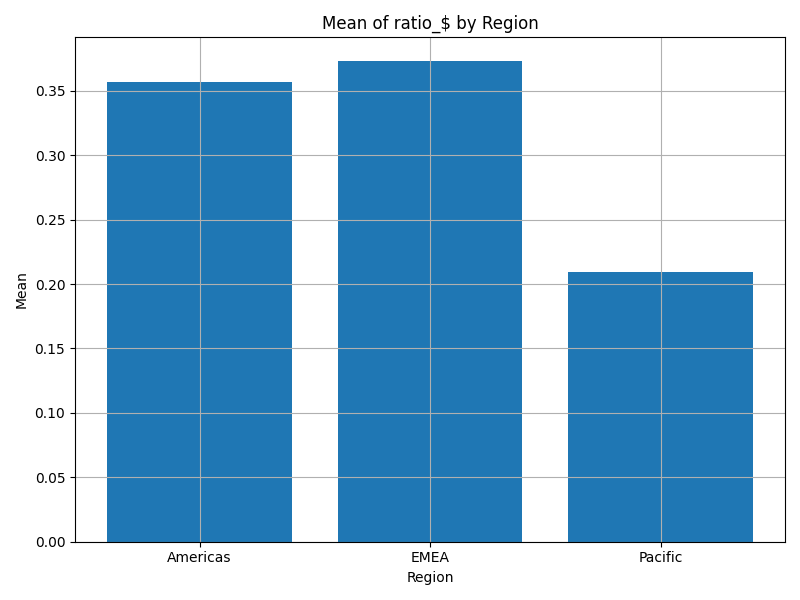 Mean of ratio_$ by Region
Mean
0.35
0.30
0.25
0.20
0.15
0.10
0.05
0.00
Americas
EMEA
Pacific
Region